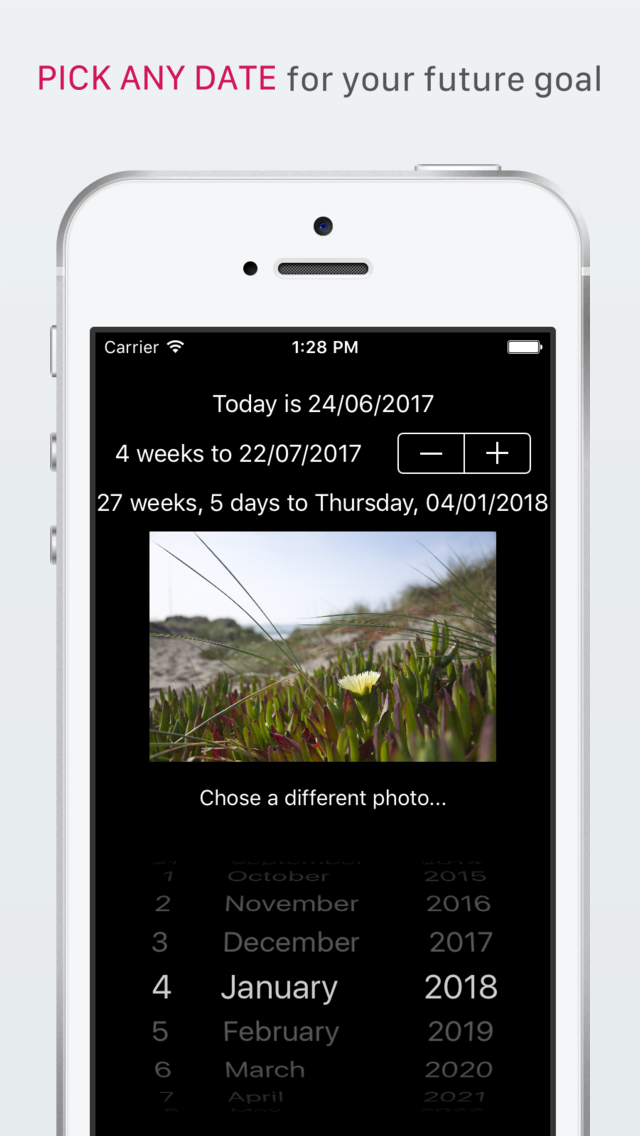 PICK ANY DATE for your future goal
Carrier 1:28 PM
Today is 24/06/2017
4 weeks to 22/07/2017 − +
27 weeks, 5 days to Thursday, 04/01/2018
Chose a different photo...
1 October 2015
2 November 2016
3 December 2017
4 January 2018
5 February 2019
6 March 2020
7 April 2021